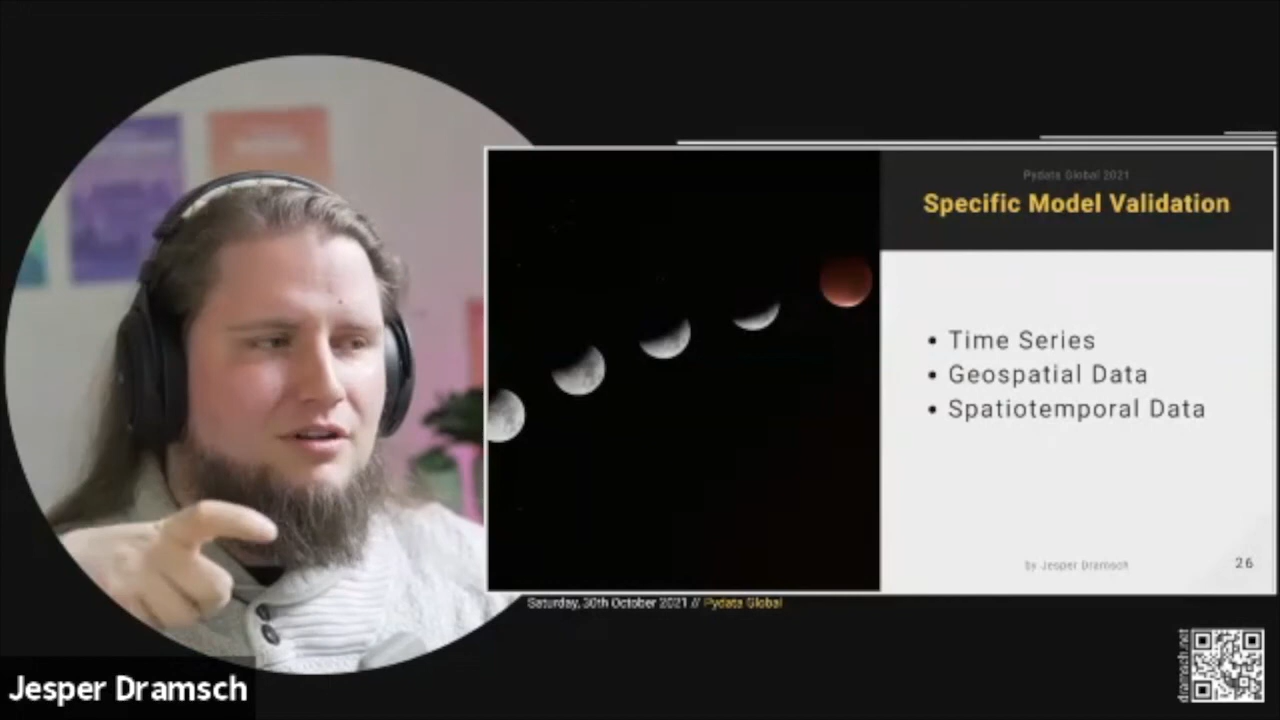 Pydata Global 2021
Specific Model Validation
• Time Series
• Geospatial Data
• Spatiotemporal Data
by Jesper Dramsch
26
Saturday, 30th October 2021 // Pydata Global
dramsch.net
Jesper Dramsch